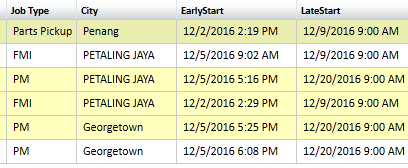 Job Type City EarlyStart LateStart
Parts Pickup Penang 12/2/2016 2:19 PM 12/9/2016 9:00 AM
FMI PETALING JAYA 12/5/2016 9:02 AM 12/9/2016 9:00 AM
PM PETALING JAYA 12/5/2016 5:16 PM 12/20/2016 9:00 AM
FMI PETALING JAYA 12/2/2016 2:29 PM 12/9/2016 9:00 AM
PM Georgetown 12/5/2016 5:25 PM 12/20/2016 9:00 AM
PM Georgetown 12/5/2016 6:08 PM 12/20/2016 9:00 AM